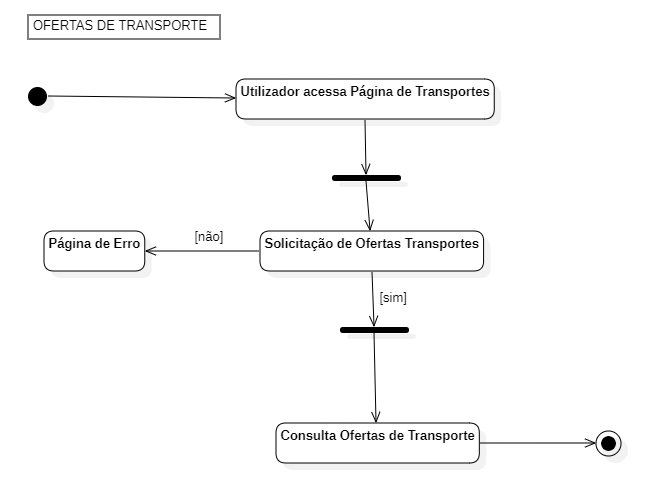 OFERTAS DE TRANSPORTE
Utilizador acessa Página de Transportes
Página de Erro
[não]
Solicitação de Ofertas Transportes
[sim]
Consulta Ofertas de Transporte